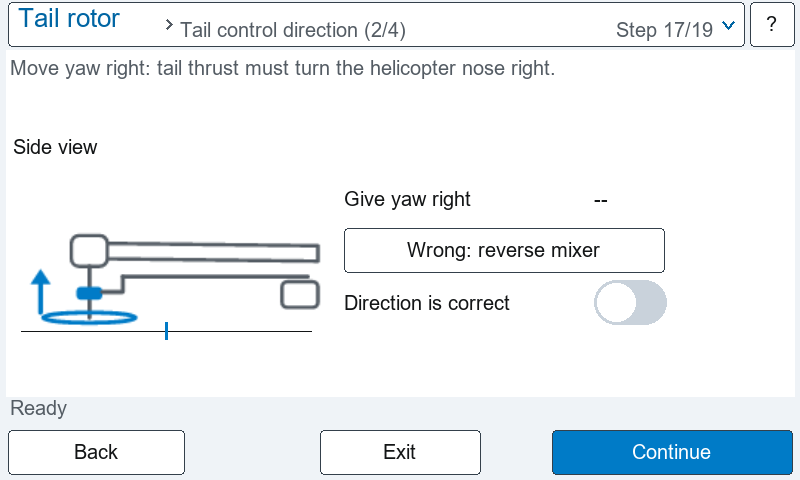 Tail rotor
> Tail control direction (2/4)
Step 17/19
?
Move yaw right: tail thrust must turn the helicopter nose right.
Side view
Give yaw right --
Wrong: reverse mixer
Direction is correct
Ready
Back
Exit
Continue